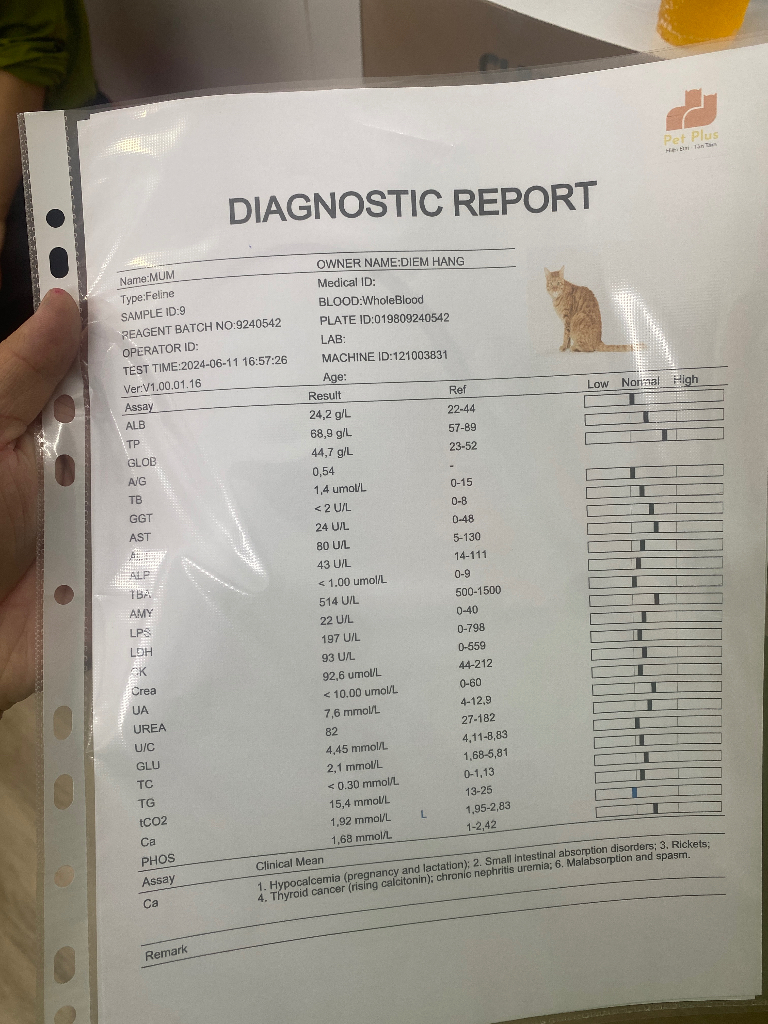 Pet Plus
DIAGNOSTIC REPORT
Name:MUM OWNER NAME:DIEM HANG
Type:Feline Medical ID:
SAMPLE ID:9 BLOOD:WholeBlood
REAGENT BATCH NO:9240542 PLATE ID:019809240542
OPERATOR ID: LAB:
TEST TIME:2024-06-11 16:57:26 MACHINE ID:121003831
Ver:V1.00.01.16 Age:
Assay Result Ref Low Normal High
ALB 24,2 g/L 22-44
TP 68,9 g/L 57-89
GLOB 44,7 g/L 23-52
A/G 0,54 -
TB 1,4 umol/L 0-15
GGT < 2 U/L 0-8
AST 24 U/L 0-48
80 U/L 5-130
ALP 43 U/L 14-111
TBA < 1.00 umol/L 0-9
AMY 514 U/L 500-1500
LPS 22 U/L 0-40
LDH 197 U/L 0-798
CK 93 U/L 0-559
Crea 92,6 umol/L 44-212
UA < 10.00 umol/L 0-60
UREA 7,6 mmol/L 4-12,9
U/C 82 27-182
GLU 4,45 mmol/L 4,11-8,83
TC 2,1 mmol/L 1,68-5,81
TG < 0.30 mmol/L 0-1,13
tCO2 15,4 mmol/L 13-25
Ca 1,92 mmol/L L 1,95-2,83
PHOS 1,68 mmol/L 1-2,42
Assay Clinical Mean
Ca 1. Hypocalcemia (pregnancy and lactation); 2. Small intestinal absorption disorders; 3. Rickets;
4. Thyroid cancer (rising calcitonin); chronic nephritis uremia; 6. Malabsorption and spasm.
Remark